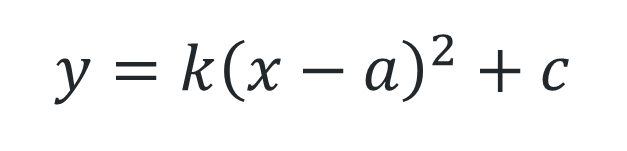 y = k(x − a)² + c